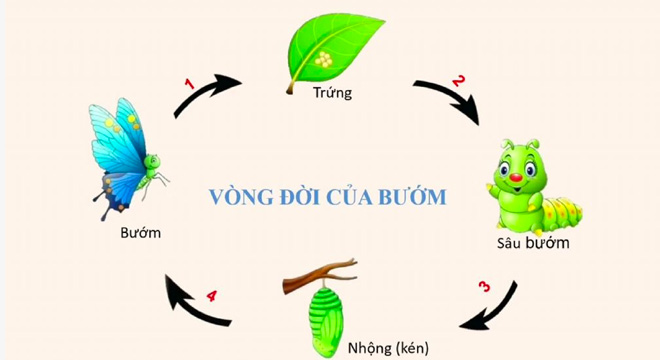 1
2
Trứng
VÒNG ĐỜI CỦA BƯỚM
Bướm
Sâu bướm
4
3
Nhộng (kén)